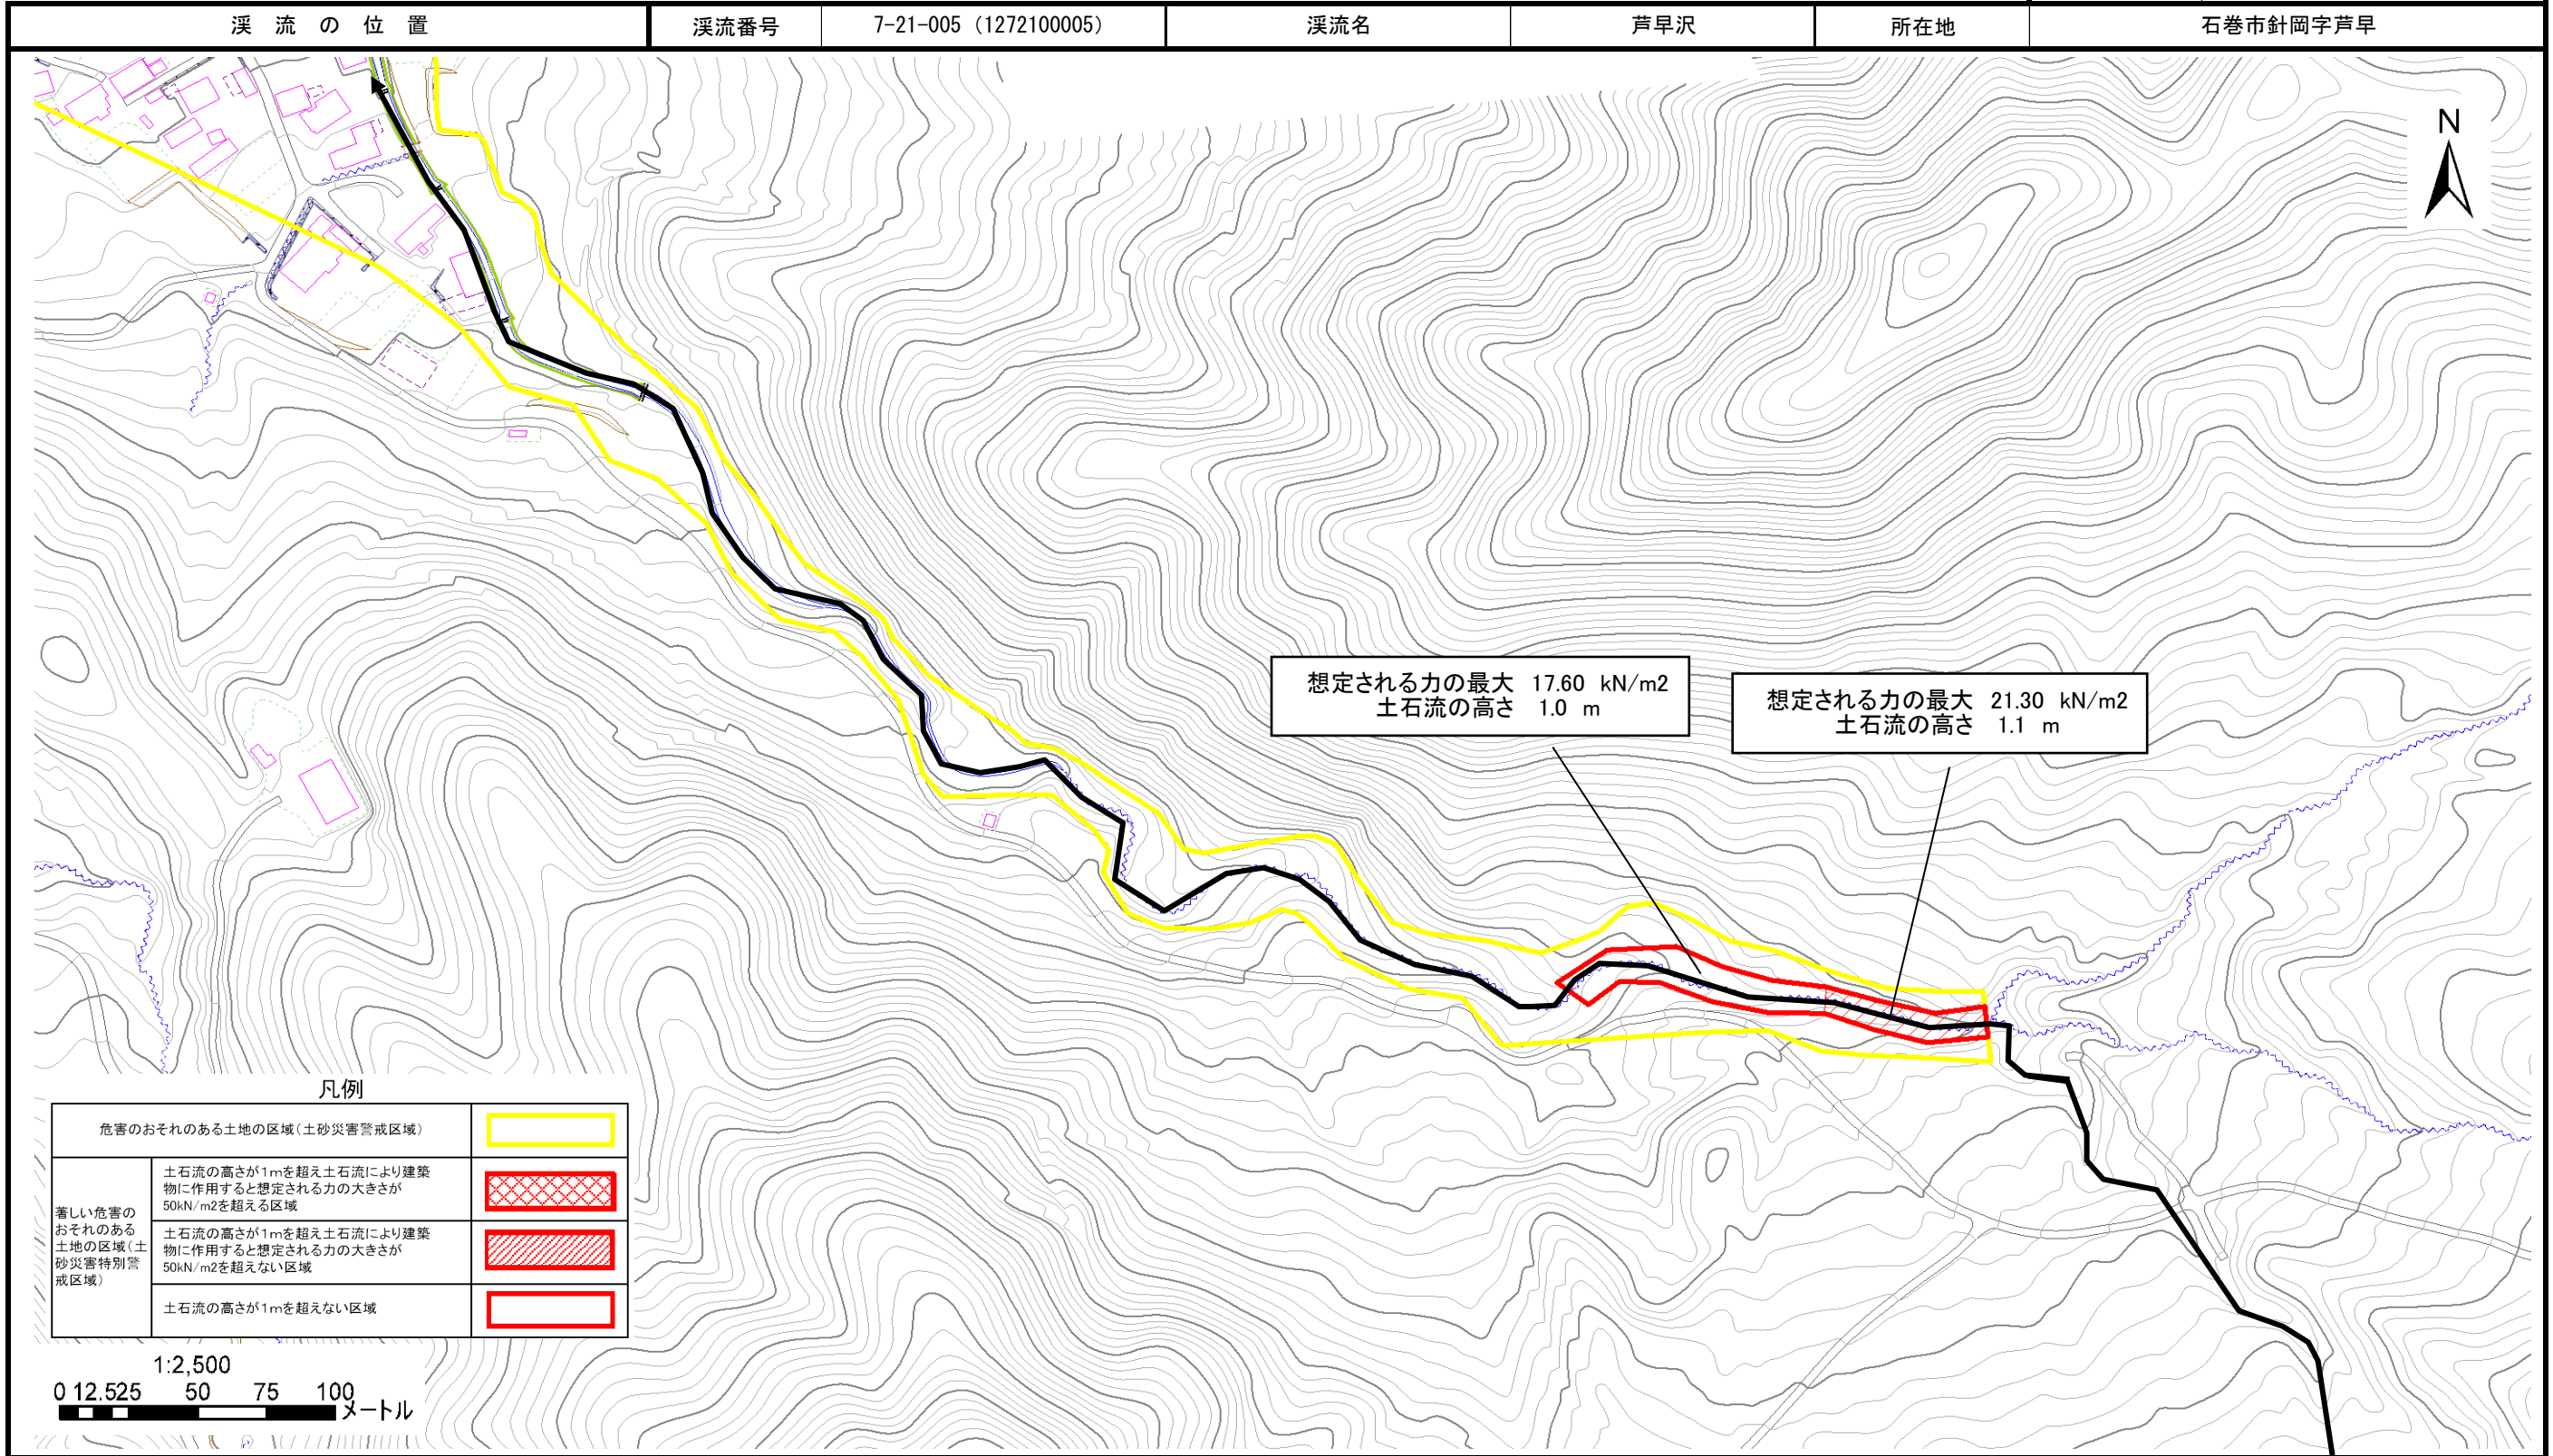 渓流の位置
渓流番号
7-21-005（1272100005）
渓流名
芦早沢
所在地
石巻市針岡字芦早
N
想定される力の最大 17.60 kN/m2
土石流の高さ 1.0 m
想定される力の最大 21.30 kN/m2
土石流の高さ 1.1 m
凡例
危害のおそれのある土地の区域（土砂災害警戒区域）
著しい危害の
おそれのある
土地の区域（土
砂災害特別警
戒区域）
土石流の高さが1mを超え土石流により建築
物に作用すると想定される力の大きさが
50kN/m2を超える区域
土石流の高さが1mを超え土石流により建築
物に作用すると想定される力の大きさが
50kN/m2を超えない区域
土石流の高さが1mを超えない区域
1:2,500
0 12.525 50 75 100
メートル